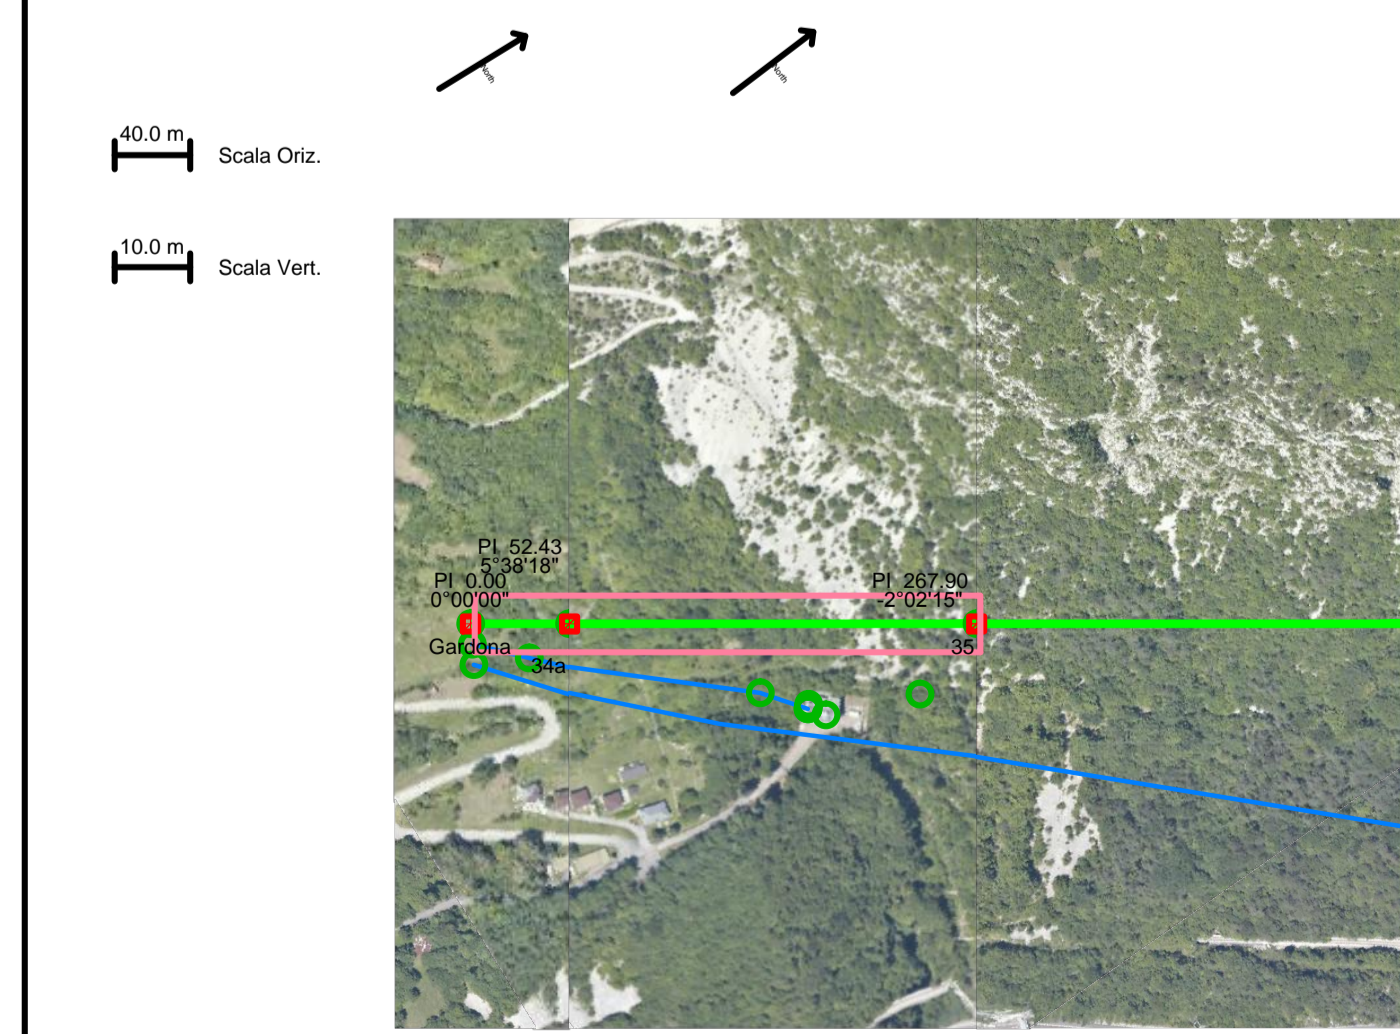 North
North
40.0 m
Scala Oriz.
10.0 m
Scala Vert.
PI 52.43
5°38'18"
PI 0.00
0°00'00"
PI 267.90
-2°02'15"
Gardona
34a
35